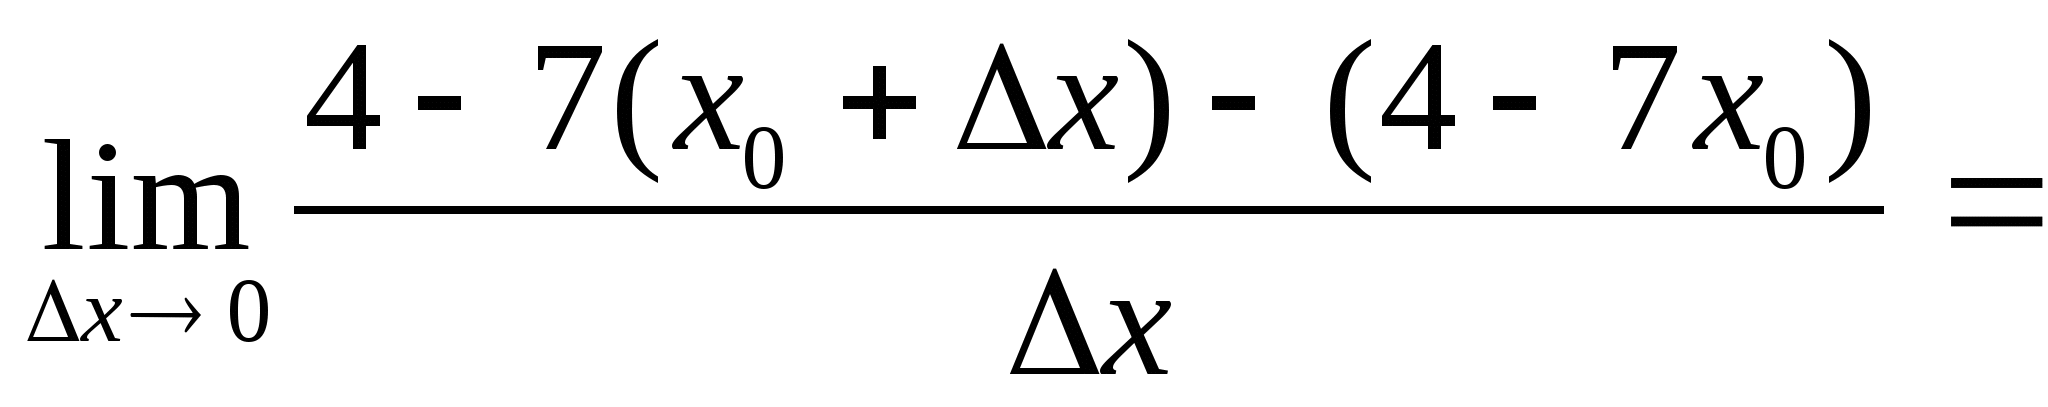 lim 4 - 7(x₀ + Δx) - (4 - 7x₀) =
Δx→0 Δx